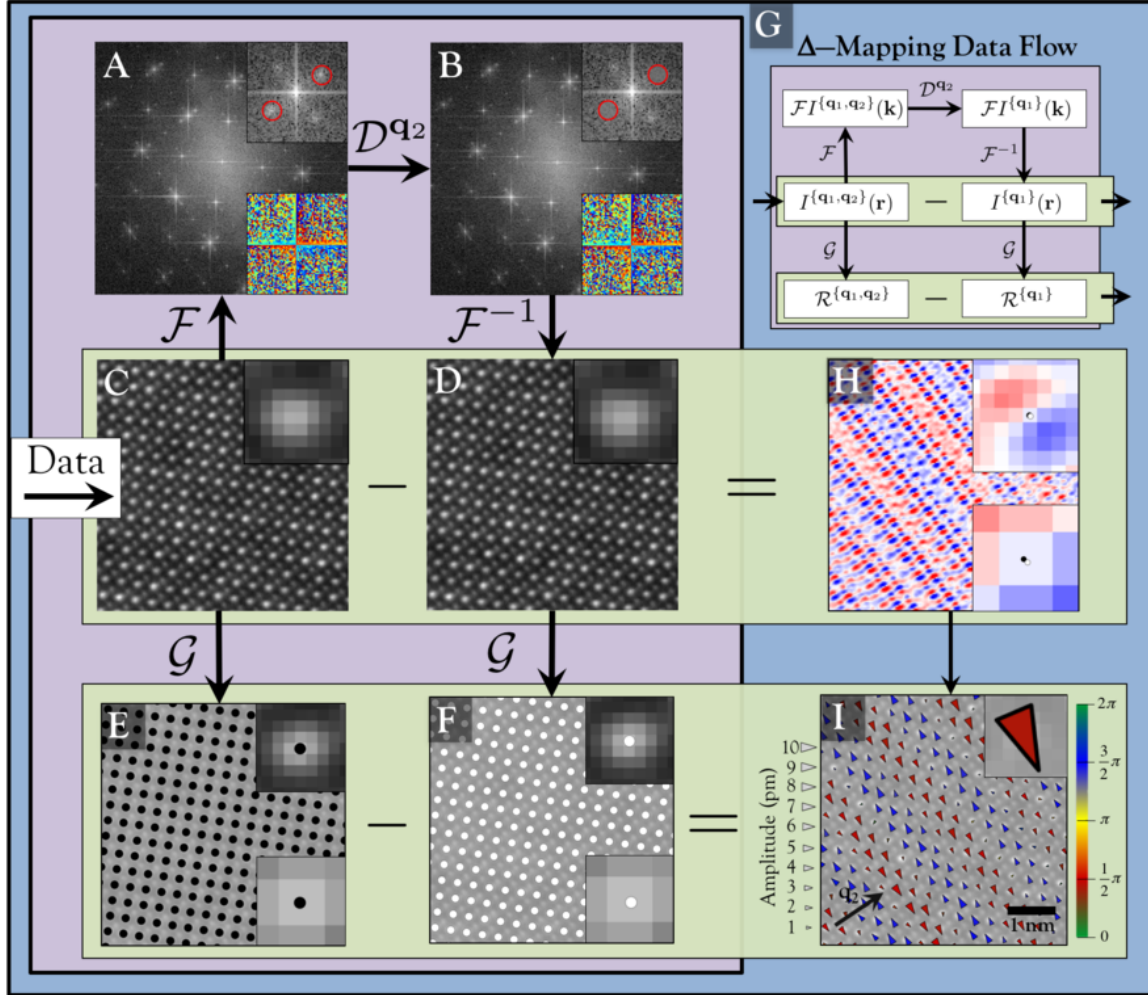 A
B
G
Δ–Mapping Data Flow
𝓕I^{q₁,q₂}(k)
𝓓^q₂
𝓕I^{q₁}(k)
𝓕
𝓕⁻¹
I^{q₁,q₂}(r) – I^{q₁}(r)
𝓖
𝓖
𝓡^{q₁,q₂} – 𝓡^{q₁}
𝓓^q₂
𝓕
𝓕⁻¹
C
D
H
Data
– =
𝓖
𝓖
E
F
I
– =
Amplitude (pm)
10
9
8
7
6
5
4
3
2
1
q₂
1 nm
2π
3/2 π
π
1/2 π
0